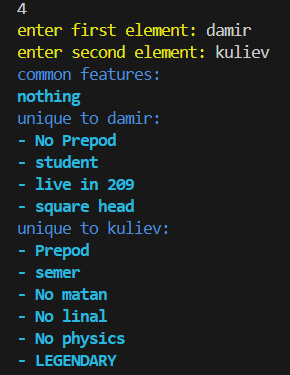 4
enter first element: damir
enter second element: kuliev
common features:
nothing
unique to damir:
- No Prepod
- student
- live in 209
- square head
unique to kuliev:
- Prepod
- semer
- No matan
- No linal
- No physics
- LEGENDARY